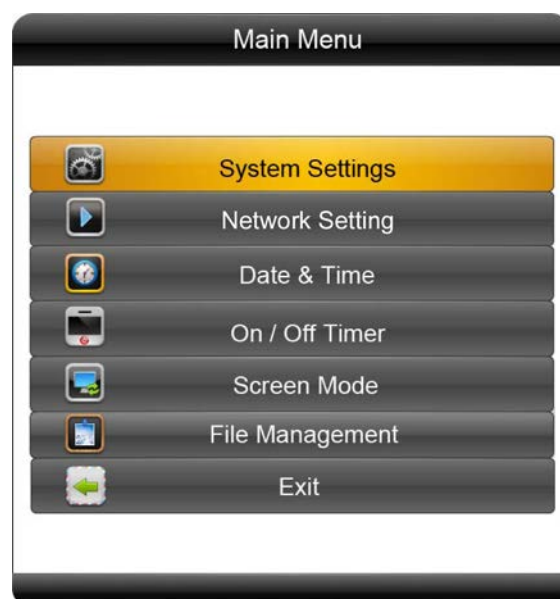 Main Menu
System Settings
Network Setting
Date & Time
On / Off Timer
Screen Mode
File Management
Exit